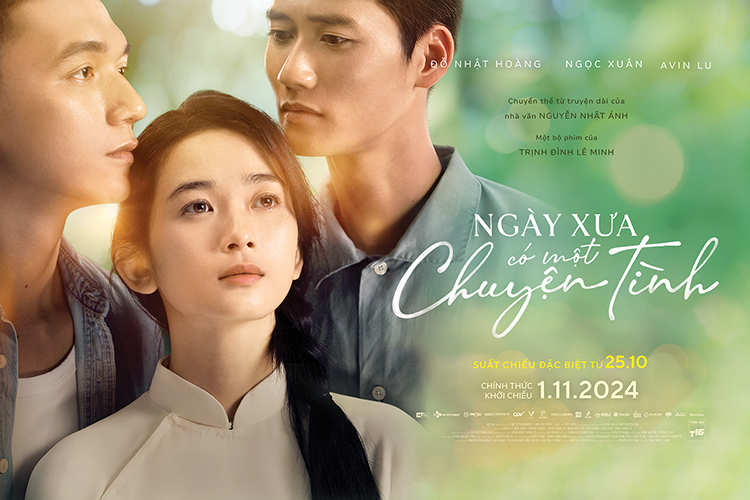 ĐỖ NHẬT HOÀNG NGỌC XUÂN AVIN LU
Chuyển thể từ truyện dài của
nhà văn NGUYỄN NHẬT ÁNH
Một bộ phim của
TRỊNH ĐÌNH LÊ MINH
NGÀY XƯA
có một
Chuyện Tình
SUẤT CHIẾU ĐẶC BIỆT TỪ 25.10
CHÍNH THỨC
KHỞI CHIẾU 1.11.2024